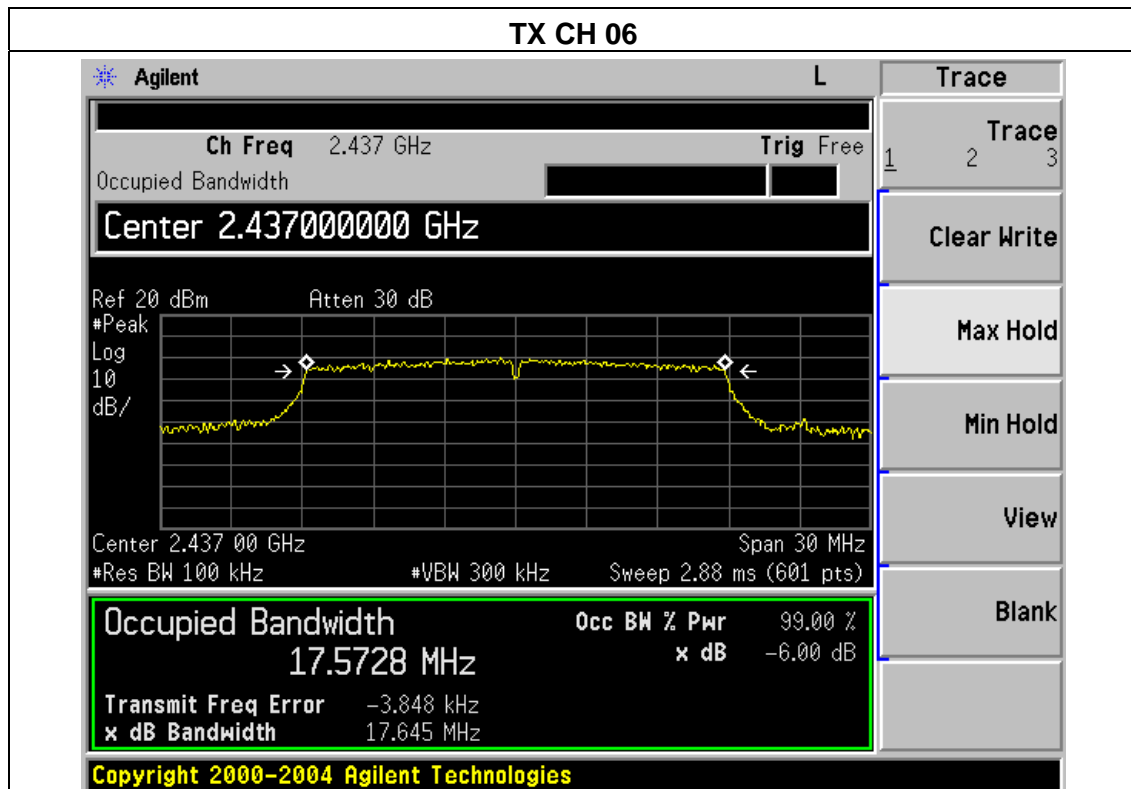 TX CH 06
Agilent L Trace
Ch Freq 2.437 GHz Trig Free
Occupied Bandwidth
Center 2.437000000 GHz
Ref 20 dBm Atten 30 dB
#Peak
Log
10
dB/
Center 2.437 00 GHz Span 30 MHz
#Res BW 100 kHz #VBW 300 kHz Sweep 2.88 ms (601 pts)
Occupied Bandwidth Occ BW % Pwr 99.00 %
17.5728 MHz x dB -6.00 dB
Transmit Freq Error -3.848 kHz
x dB Bandwidth 17.645 MHz
Copyright 2000-2004 Agilent Technologies
Trace
1 2 3
Clear Write
Max Hold
Min Hold
View
Blank